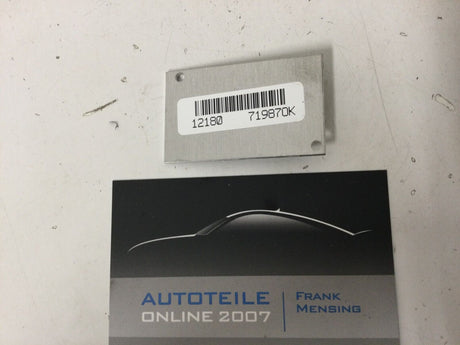 12180 719870K
AUTOTEILE
ONLINE 2007
FRANK
MENSING